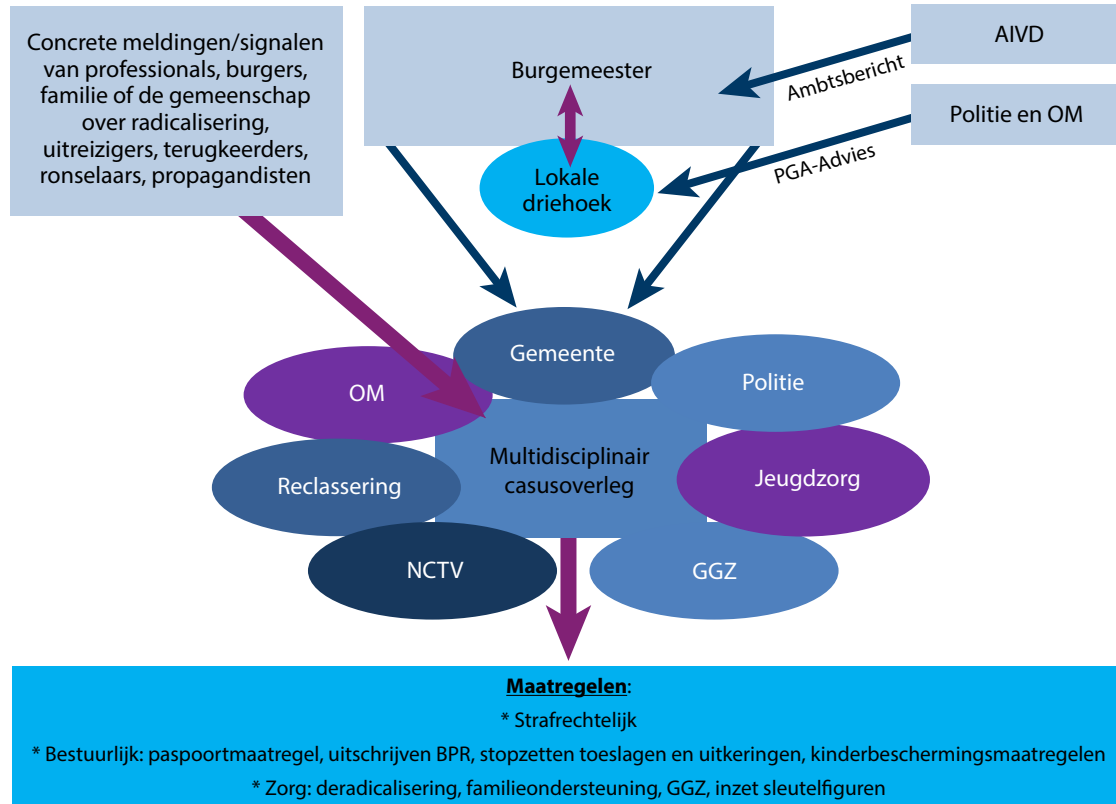 Concrete meldingen/signalen
van professionals, burgers,
familie of de gemeenschap
over radicalisering,
uitreizigers, terugkeerders,
ronselaars, propagandisten
Burgemeester
AIVD
Ambtsbericht
Politie en OM
PGA-Advies
Lokale
driehoek
Gemeente
OM
Politie
Multidisciplinair
casusoverleg
Reclassering
Jeugdzorg
NCTV
GGZ
Maatregelen:
* Strafrechtelijk
* Bestuurlijk: paspoortmaatregel, uitschrijven BPR, stopzetten toeslagen en uitkeringen, kinderbeschermingsmaatregelen
* Zorg: deradicalisering, familieondersteuning, GGZ, inzet sleutelfiguren